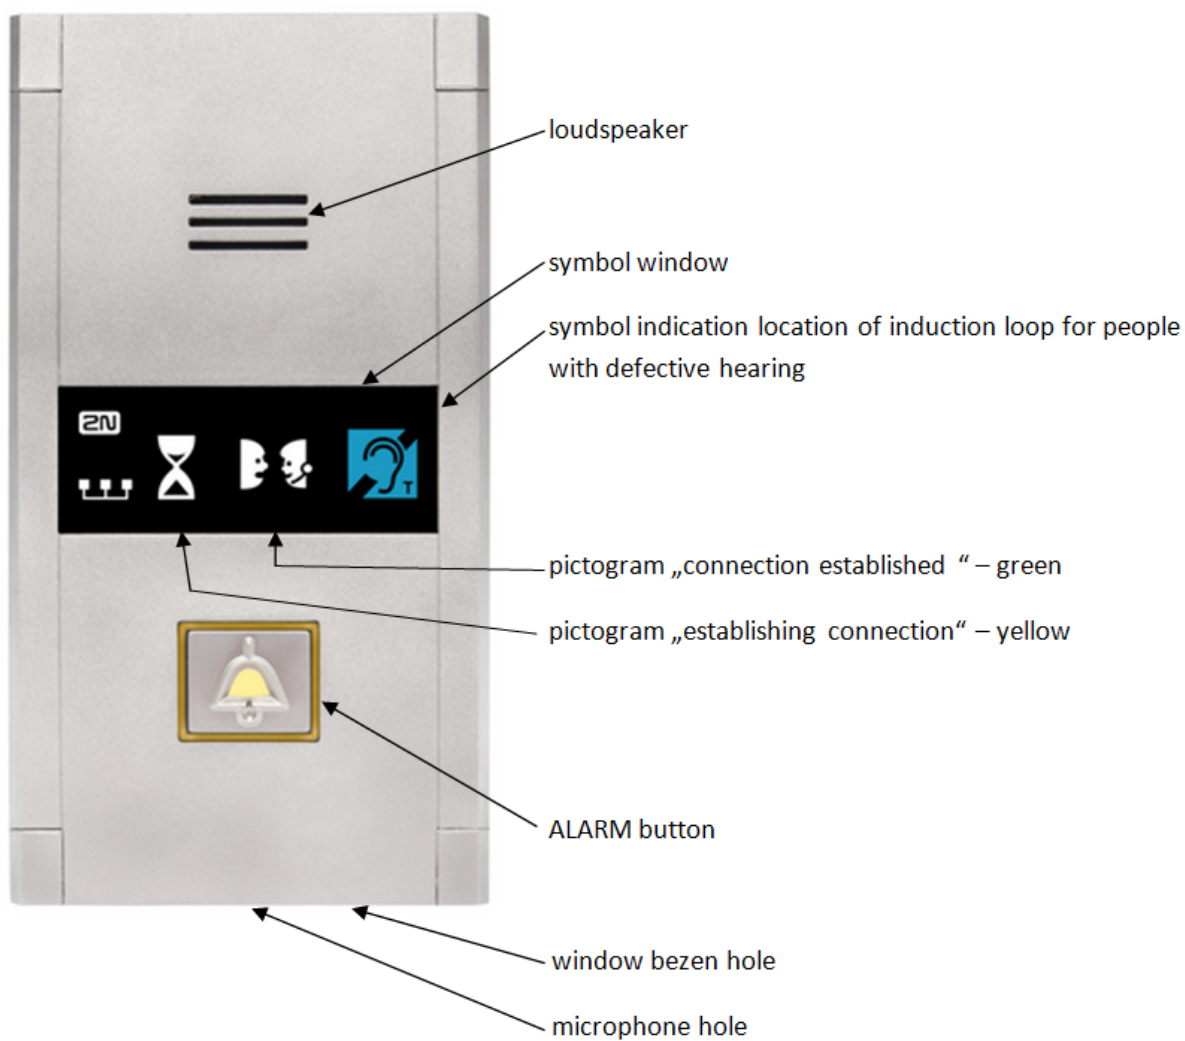 loudspeaker
symbol window
symbol indication location of induction loop for people
with defective hearing
2N
T
pictogram „connection established “ – green
pictogram „establishing connection“ – yellow
ALARM button
window bezen hole
microphone hole